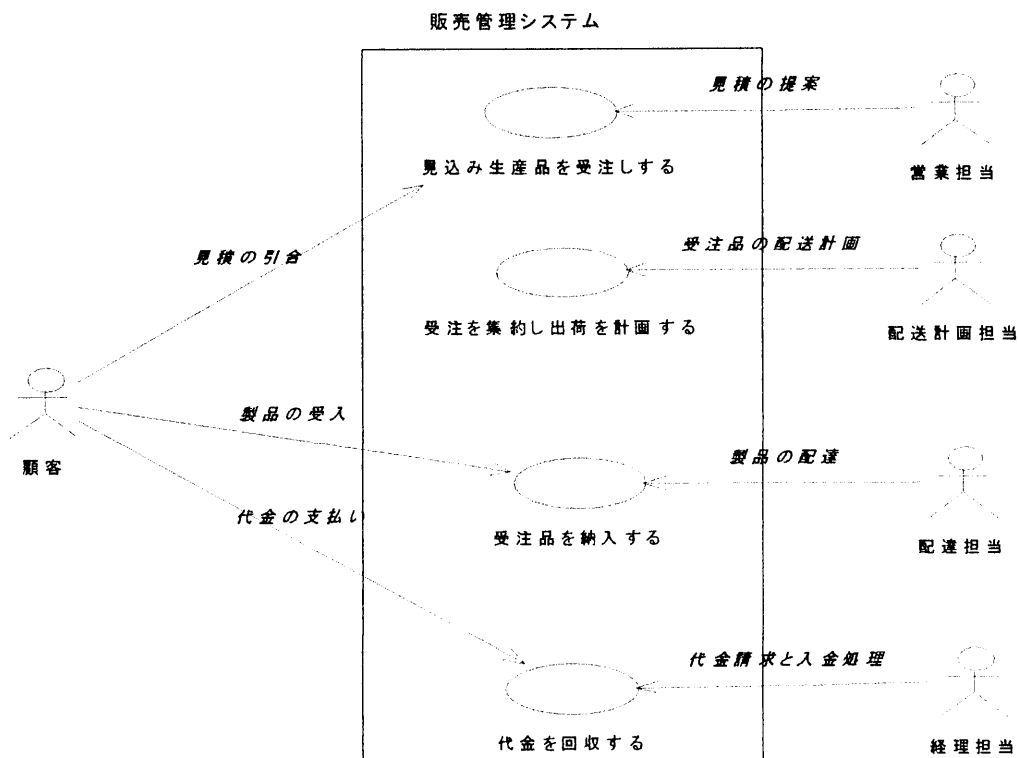 販売管理システム
見積の提案
見込み生産品を受注しする
営業担当
見積の引合
受注品の配送計画
受注を集約し出荷を計画する
配送計画担当
製品の受入
顧客
製品の配達
代金の支払い
受注品を納入する
配達担当
代金請求と入金処理
代金を回収する
経理担当